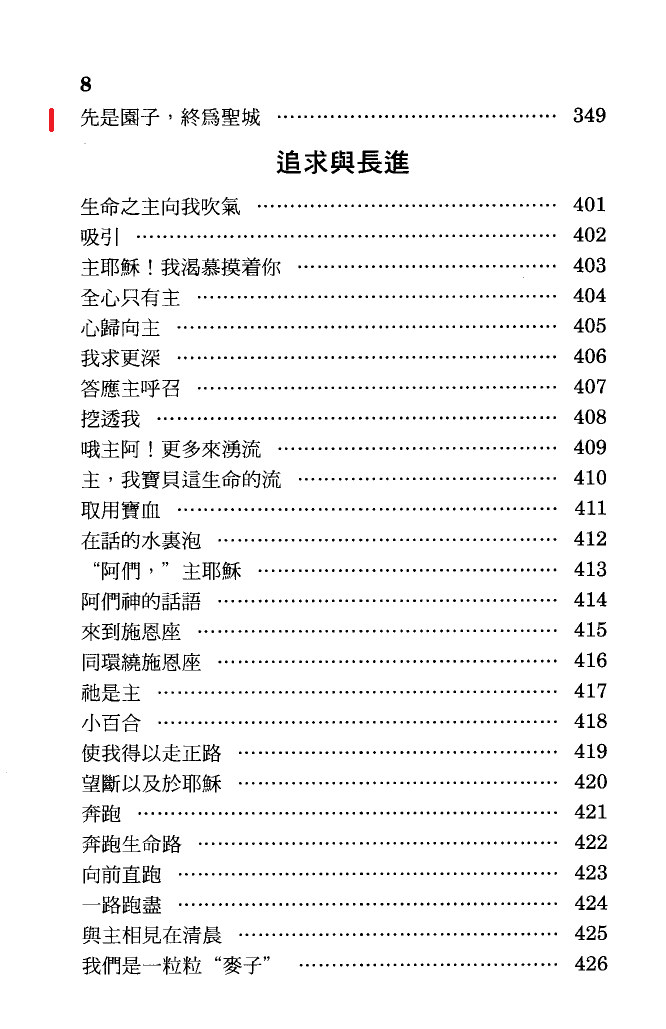 8
先是園子，終爲聖城 ………………………………… 349
追求與長進
生命之主向我吹氣 ………………………………… 401
吸引 ………………………………… 402
主耶穌！我渴慕摸着你 ………………………………… 403
全心只有主 ………………………………… 404
心歸向主 ………………………………… 405
我求更深 ………………………………… 406
答應主呼召 ………………………………… 407
挖透我 ………………………………… 408
哦主阿！更多來湧流 ………………………………… 409
主，我寶貝這生命的流 ………………………………… 410
取用寶血 ………………………………… 411
在話的水裏泡 ………………………………… 412
“阿們，”主耶穌 ………………………………… 413
阿們神的話語 ………………………………… 414
來到施恩座 ………………………………… 415
同環繞施恩座 ………………………………… 416
祂是主 ………………………………… 417
小百合 ………………………………… 418
使我得以走正路 ………………………………… 419
望斷以及於耶穌 ………………………………… 420
奔跑 ………………………………… 421
奔跑生命路 ………………………………… 422
向前直跑 ………………………………… 423
一路跑盡 ………………………………… 424
與主相見在清晨 ………………………………… 425
我們是一粒粒“麥子” ………………………………… 426